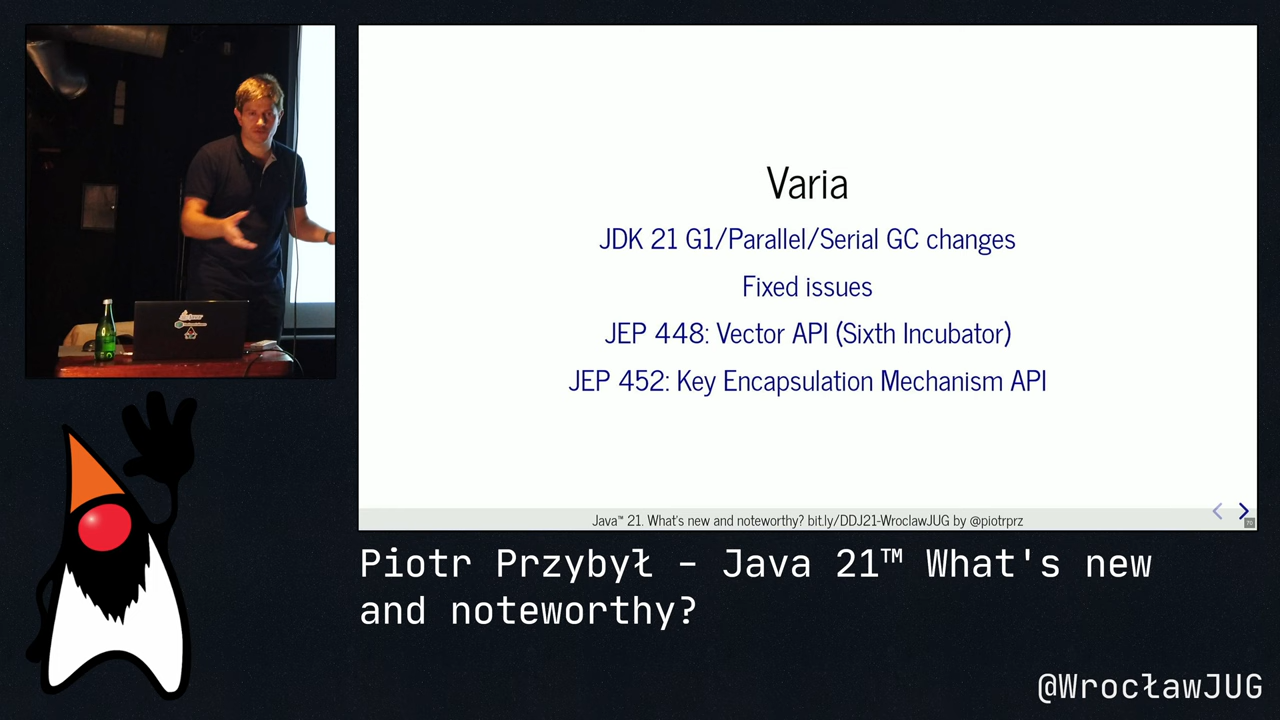 Varia
JDK 21 G1/Parallel/Serial GC changes
Fixed issues
JEP 448: Vector API (Sixth Incubator)
JEP 452: Key Encapsulation Mechanism API
Java™ 21. What's new and noteworthy? bit.ly/DDJ21-WroclawJUG by @piotrprz
Piotr Przybył – Java 21™ What's new
and noteworthy?
@WrocławJUG